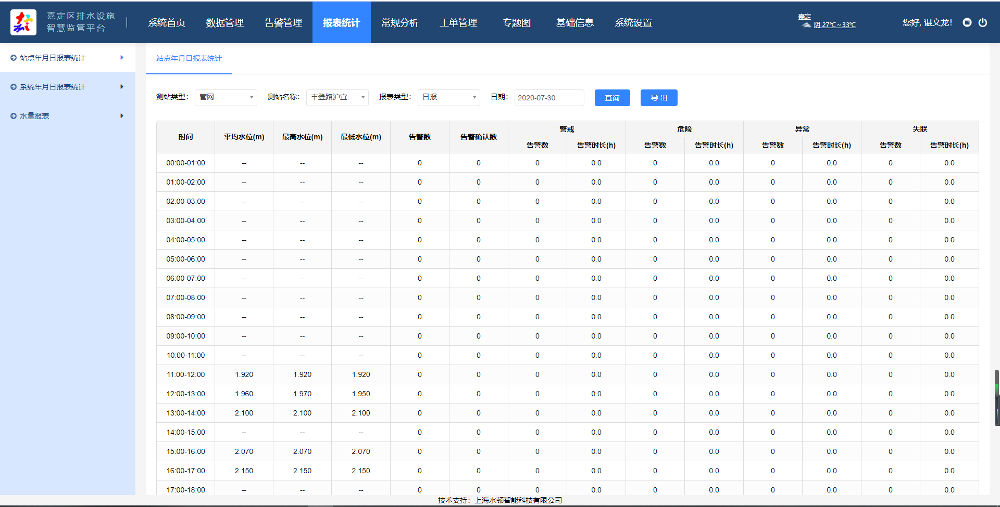 嘉定区排水设施
智慧监管平台
系统首页 数据管理 告警管理 报表统计 常规分析 工单管理 专题图 基础信息 系统设置
嘉定
阴 27℃~33℃
您好, 谌文龙!
站点年月日报表统计
系统年月日报表统计
水量报表
站点年月日报表统计
测站类型: 管网 测站名称: 丰登路沪宜... 报表类型: 日报 日期: 2020-07-30 查询 导 出
时间 平均水位(m) 最高水位(m) 最低水位(m) 告警数 告警确认数 警戒 危险 异常 失联
告警数 告警时长(h) 告警数 告警时长(h) 告警数 告警时长(h) 告警数 告警时长(h)
00:00-01:00 -- -- -- 0 0 0 0.0 0 0.0 0 0.0 0 0.0
01:00-02:00 -- -- -- 0 0 0 0.0 0 0.0 0 0.0 0 0.0
02:00-03:00 -- -- -- 0 0 0 0.0 0 0.0 0 0.0 0 0.0
03:00-04:00 -- -- -- 0 0 0 0.0 0 0.0 0 0.0 0 0.0
04:00-05:00 -- -- -- 0 0 0 0.0 0 0.0 0 0.0 0 0.0
05:00-06:00 -- -- -- 0 0 0 0.0 0 0.0 0 0.0 0 0.0
06:00-07:00 -- -- -- 0 0 0 0.0 0 0.0 0 0.0 0 0.0
07:00-08:00 -- -- -- 0 0 0 0.0 0 0.0 0 0.0 0 0.0
08:00-09:00 -- -- -- 0 0 0 0.0 0 0.0 0 0.0 0 0.0
09:00-10:00 -- -- -- 0 0 0 0.0 0 0.0 0 0.0 0 0.0
10:00-11:00 -- -- -- 0 0 0 0.0 0 0.0 0 0.0 0 0.0
11:00-12:00 1.920 1.920 1.920 0 0 0 0.0 0 0.0 0 0.0 0 0.0
12:00-13:00 1.960 1.970 1.950 0 0 0 0.0 0 0.0 0 0.0 0 0.0
13:00-14:00 2.100 2.100 2.100 0 0 0 0.0 0 0.0 0 0.0 0 0.0
14:00-15:00 -- -- -- 0 0 0 0.0 0 0.0 0 0.0 0 0.0
15:00-16:00 2.070 2.070 2.070 0 0 0 0.0 0 0.0 0 0.0 0 0.0
16:00-17:00 2.150 2.150 2.150 0 0 0 0.0 0 0.0 0 0.0 0 0.0
17:00-18:00 -- -- -- 0 0 0 0.0 0 0.0 0 0.0 0 0.0
技术支持: 上海水顿智能科技有限公司